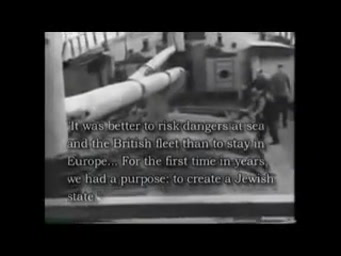 "It was better to risk dangers at sea
and the British fleet than to stay in
Europe... For the first time in years,
we had a purpose: to create a Jewish
state"